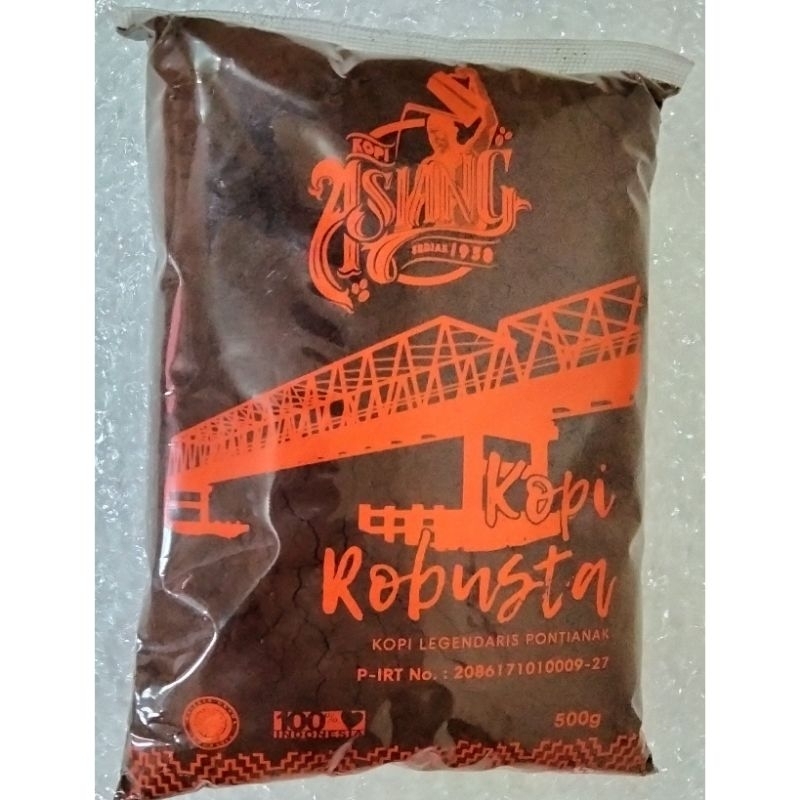 KOPI
ASIANG
SEDJAK 1958
Kopi
Robusta
KOPI LEGENDARIS PONTIANAK
P-IRT No. : 2086171010009-27
100%
INDONESIA
500g